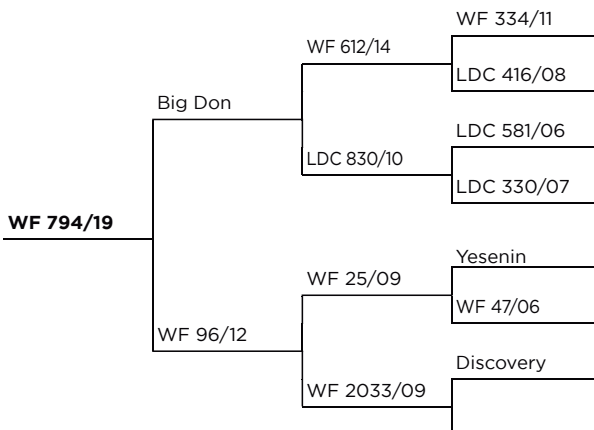 WF 334/11
WF 612/14
LDC 416/08
Big Don
LDC 581/06
LDC 830/10
LDC 330/07
WF 794/19
Yesenin
WF 25/09
WF 47/06
WF 96/12
Discovery
WF 2033/09